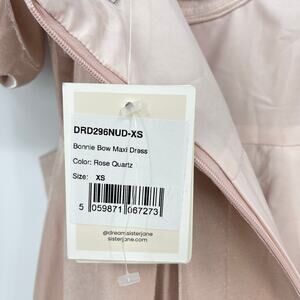 DRD296NUD-XS
Bonnie Bow Maxi Dress
Color: Rose Quartz
Size: XS
5 059871 067273
@dreamsisterjane
sisterjane.com